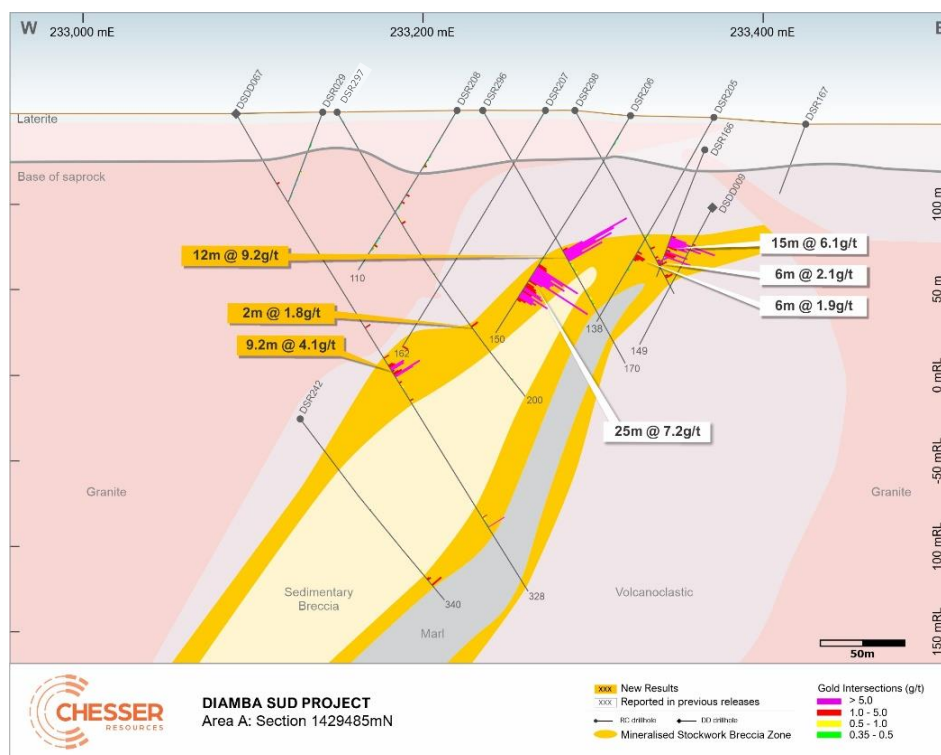 W
233,000 mE
233,200 mE
233,400 mE
E
DSDD067
DSR029
DSR297
DSR208
DSR296
DSR207
DSR298
DSR206
DSR205
DSR166
DSDD009
DSR167
Laterite
Base of saprock
100 m
12m @ 9.2g/t
15m @ 6.1g/t
6m @ 2.1g/t
6m @ 1.9g/t
110
50 m
2m @ 1.8g/t
9.2m @ 4.1g/t
162
150
138
149
170
0 mRL
200
DSR242
25m @ 7.2g/t
-50 mRL
Granite
Granite
100 mRL
Sedimentary
Breccia
Volcanoclastic
340
328
Marl
150 mRL
50m
CHESSER
RESOURCES
DIAMBA SUD PROJECT
Area A: Section 1429485mN
xxx New Results
xxx Reported in previous releases
RC drillhole
DD drillhole
Mineralised Stockwork Breccia Zone
Gold Intersections (g/t)
> 5.0
1.0 - 5.0
0.5 - 1.0
0.35 - 0.5